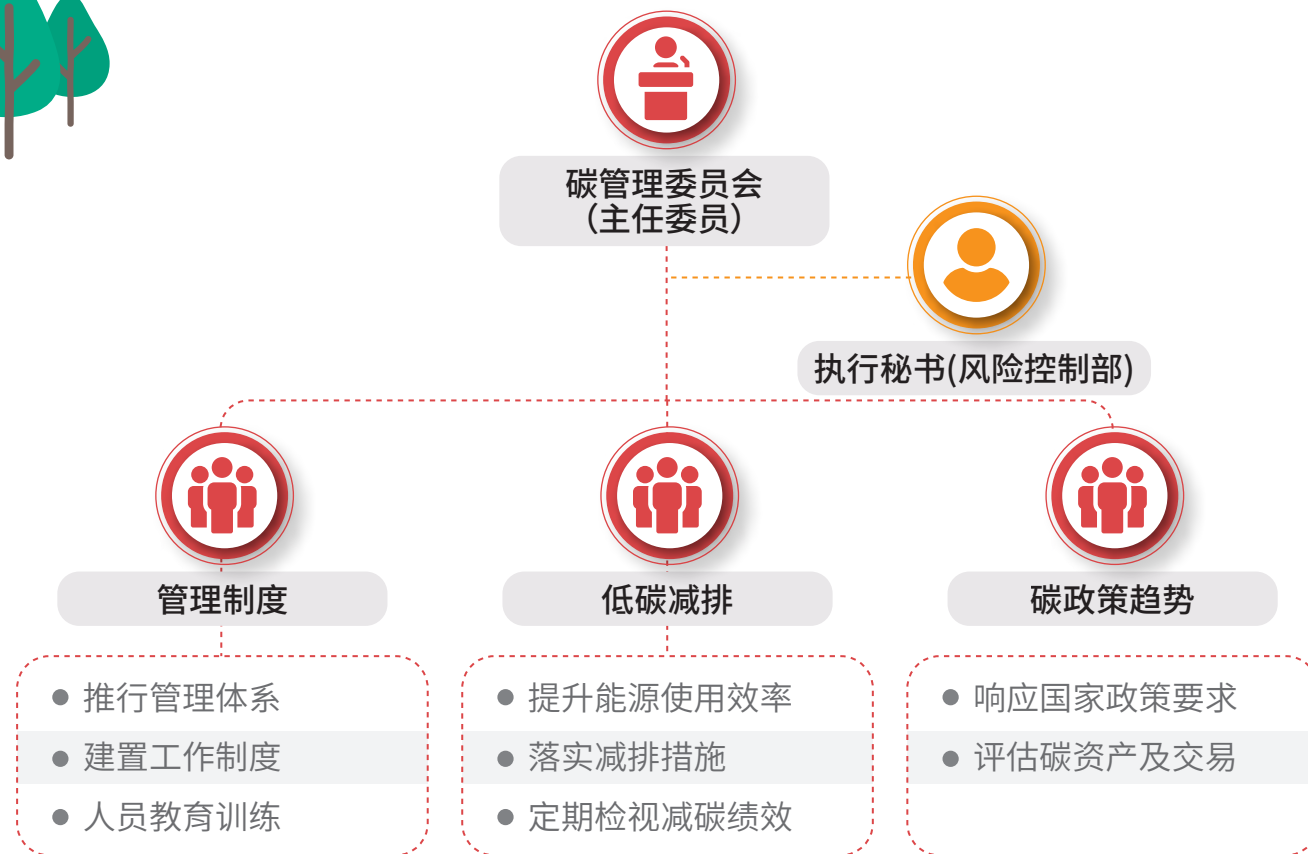 碳管理委员会
（主任委员）
执行秘书(风险控制部)
管理制度
推行管理体系
建置工作制度
人员教育训练
低碳减排
提升能源使用效率
落实减排措施
定期检视减碳绩效
碳政策趋势
响应国家政策要求
评估碳资产及交易